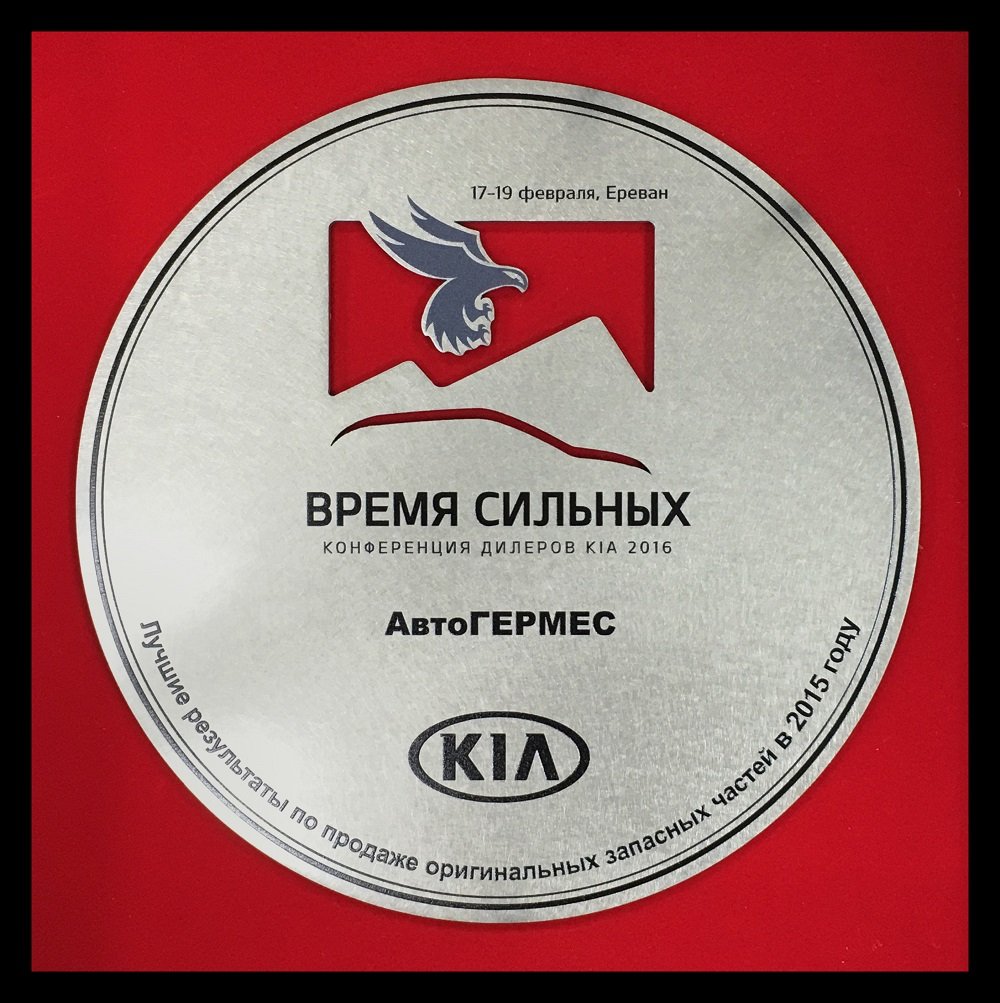 17-19 февраля, Ереван
ВРЕМЯ СИЛЬНЫХ
КОНФЕРЕНЦИЯ ДИЛЕРОВ KIA 2016
АвтоГЕРМЕС
KIA
Лучшие результаты по продаже оригинальных запасных частей в 2015 году